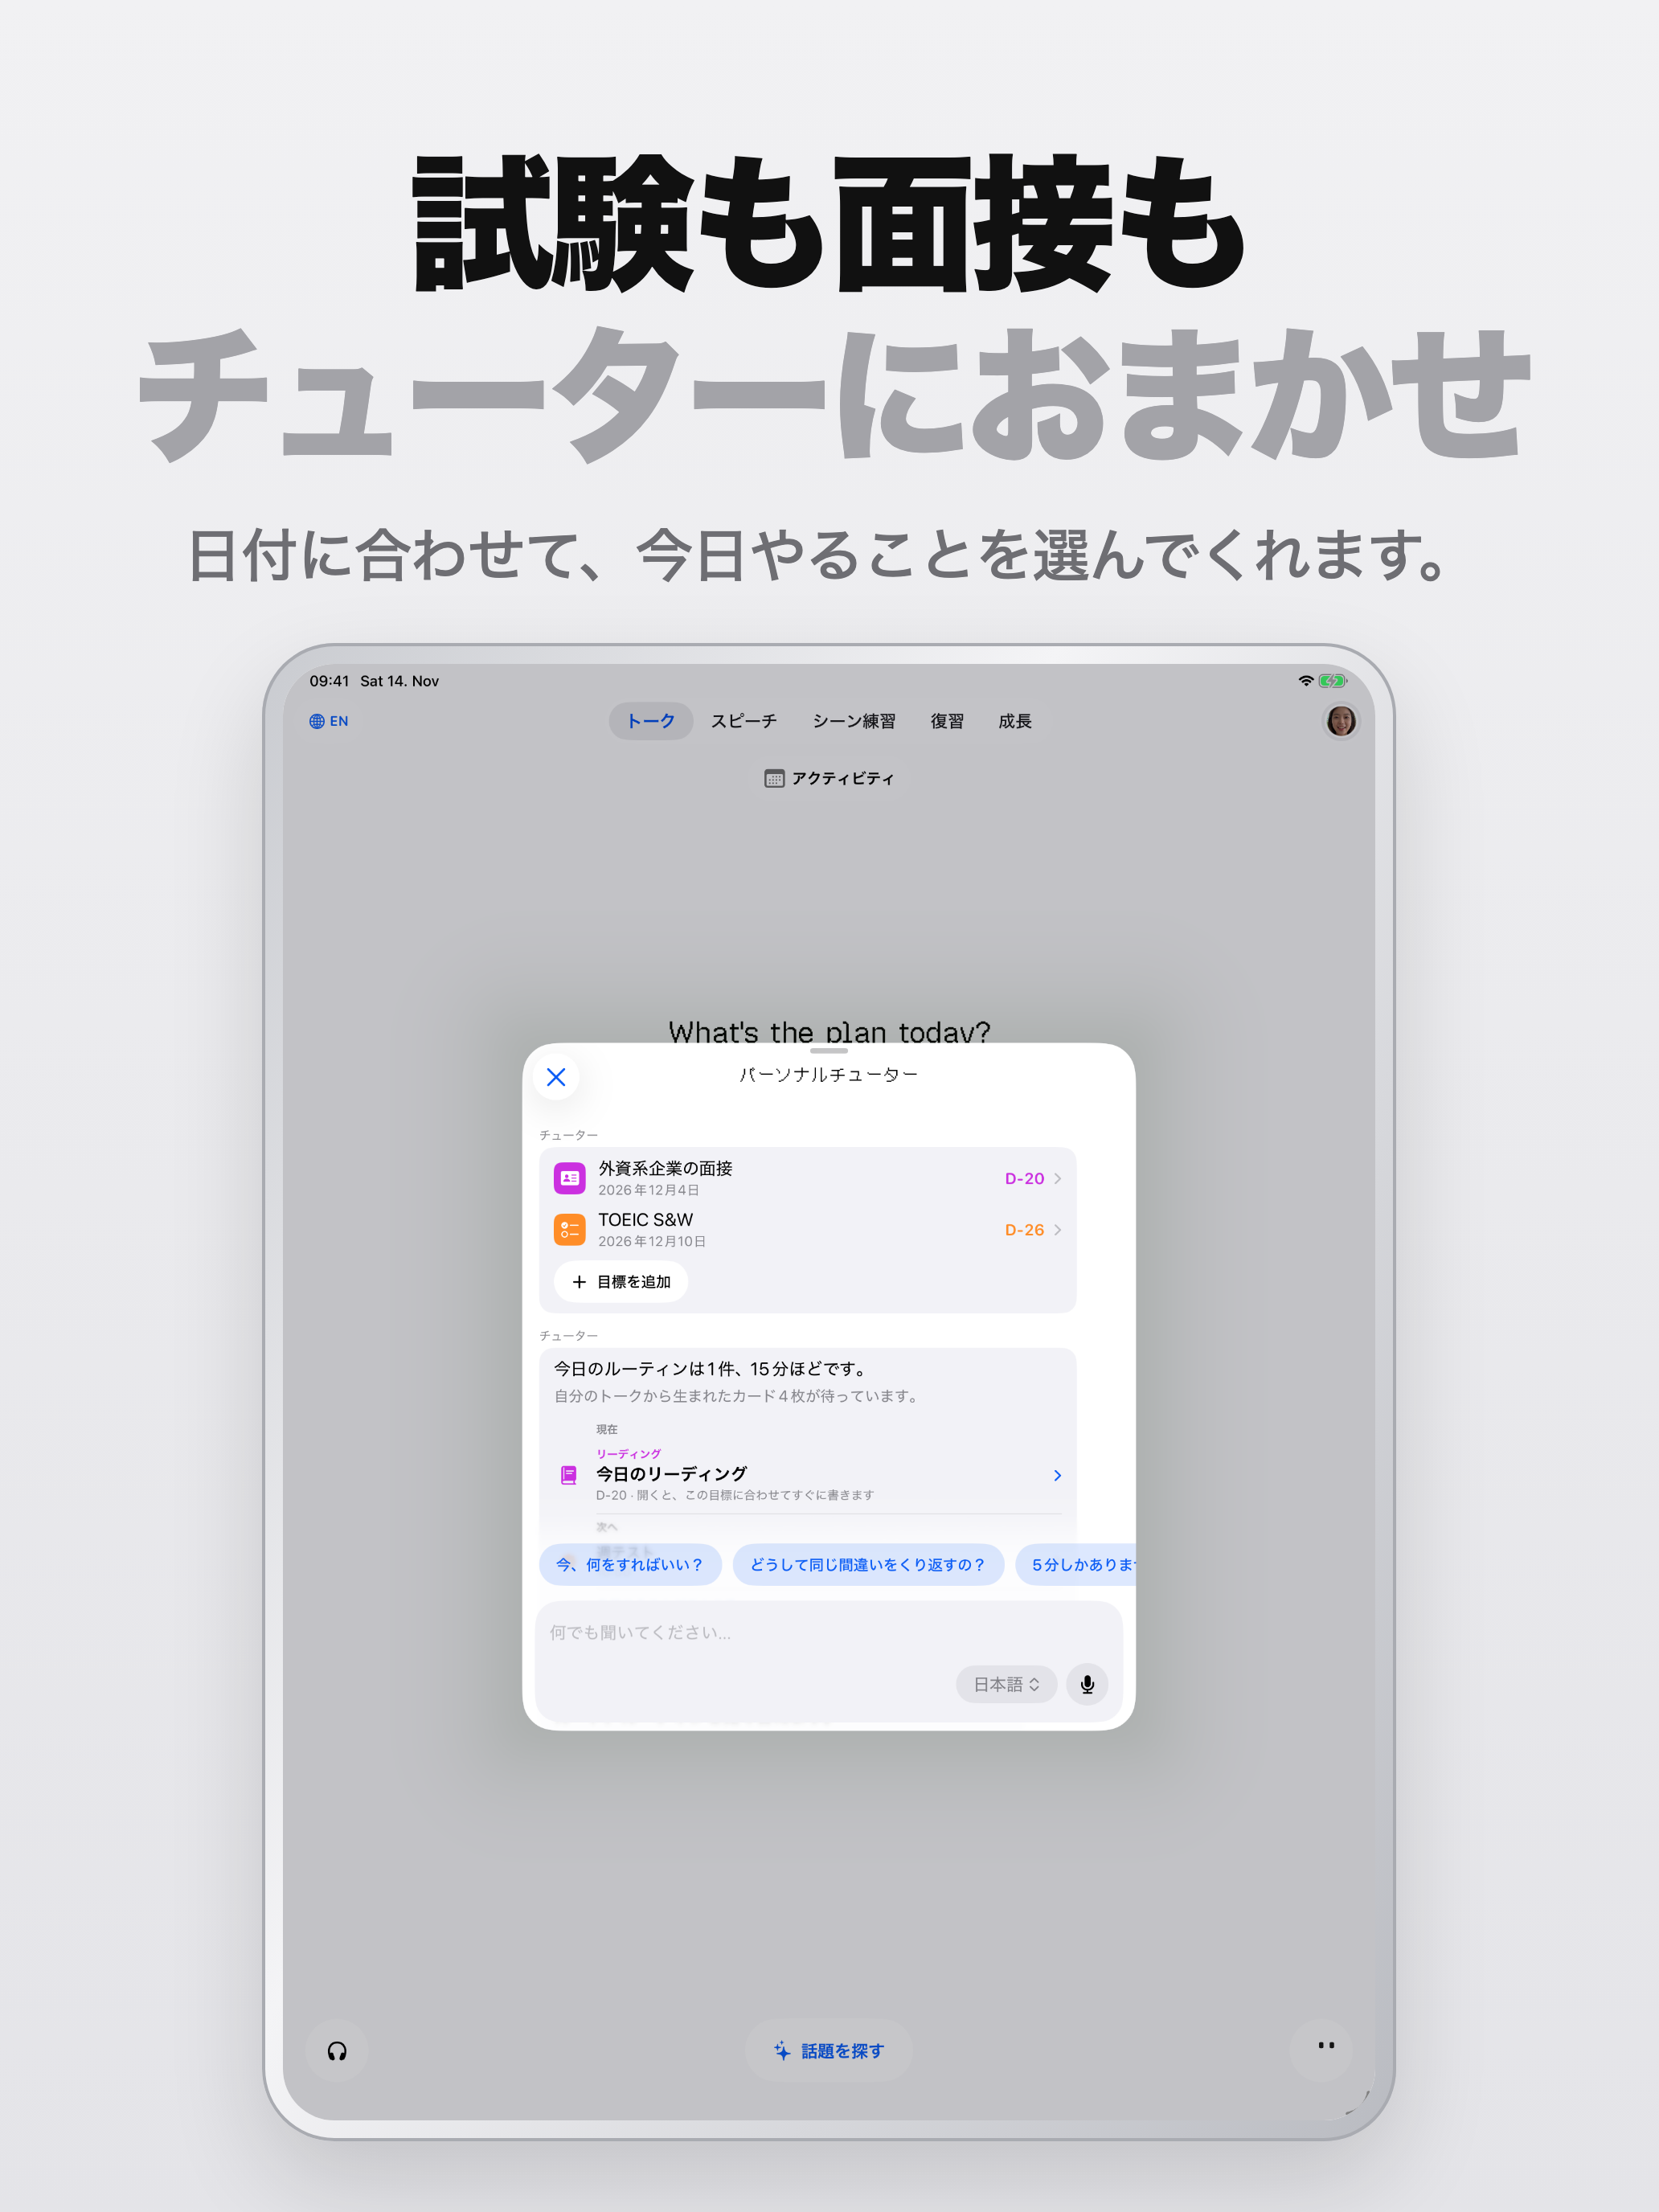 試験も面接も
チューターにおまかせ
日付に合わせて、今日やることを選んでくれます。
09:41 Sat 14. Nov
EN
トーク スピーチ シーン練習 復習 成長
アクティビティ
What's the plan today?
パーソナルチューター
チューター
外資系企業の面接
2026年12月4日
D-20
TOEIC S&W
2026年12月10日
D-26
目標を追加
チューター
今日のルーティンは1件、15分ほどです。
自分のトークから生まれたカード4枚が待っています。
現在
リーディング
今日のリーディング
D-20 · 開くと、この目標に合わせてすぐに書きます
次へ
今、何をすればいい？ どうして同じ間違いをくり返すの？ 5分しかありま
何でも聞いてください...
日本語
話題を探す